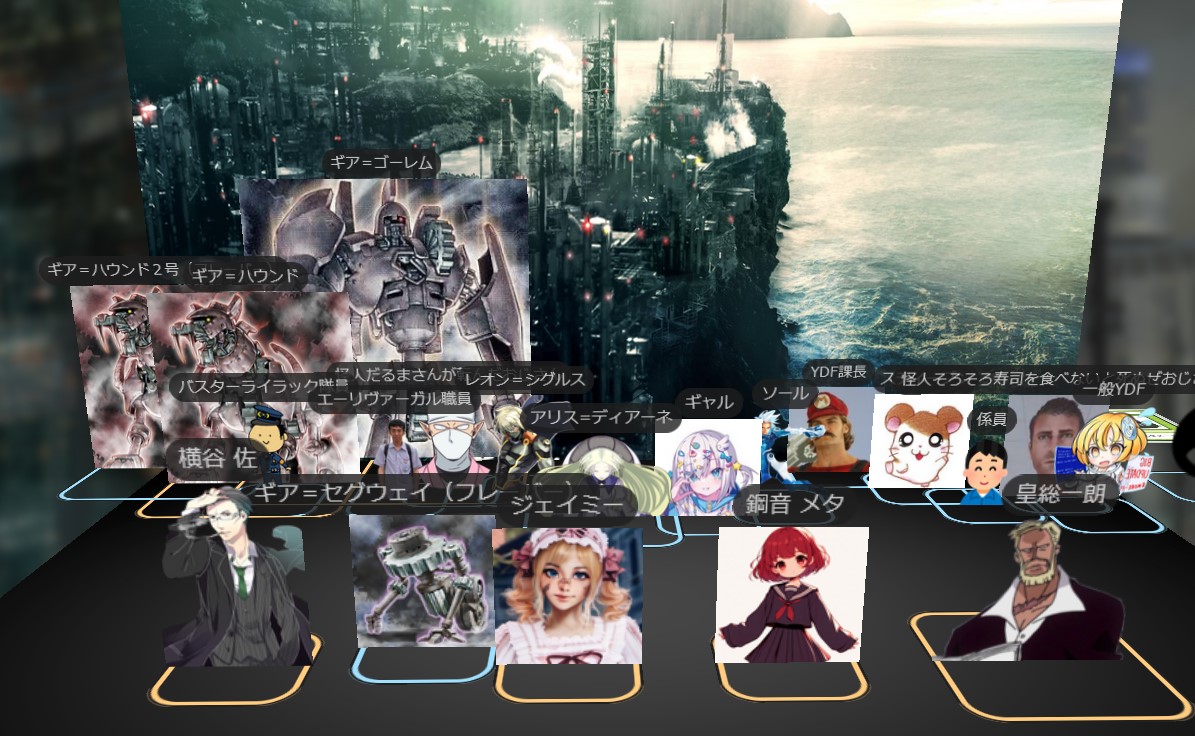 ギア=ゴーレム
ギア=ハウンド2号
ギア=ハウンド
バスターライラック職員
怪人だるまさんが
レオン=シグルス
エーリヴァーガル職員
アリス=ディアーネ
ギャル
ソール
YDF課長
ス
怪人そろそろ寿司を食べないと死ぬぜおじさ
一般YDF
係員
横谷 佐
ギア=セグウェイ(フレ
ジェイミー
鋼音 メタ
皇総一朗